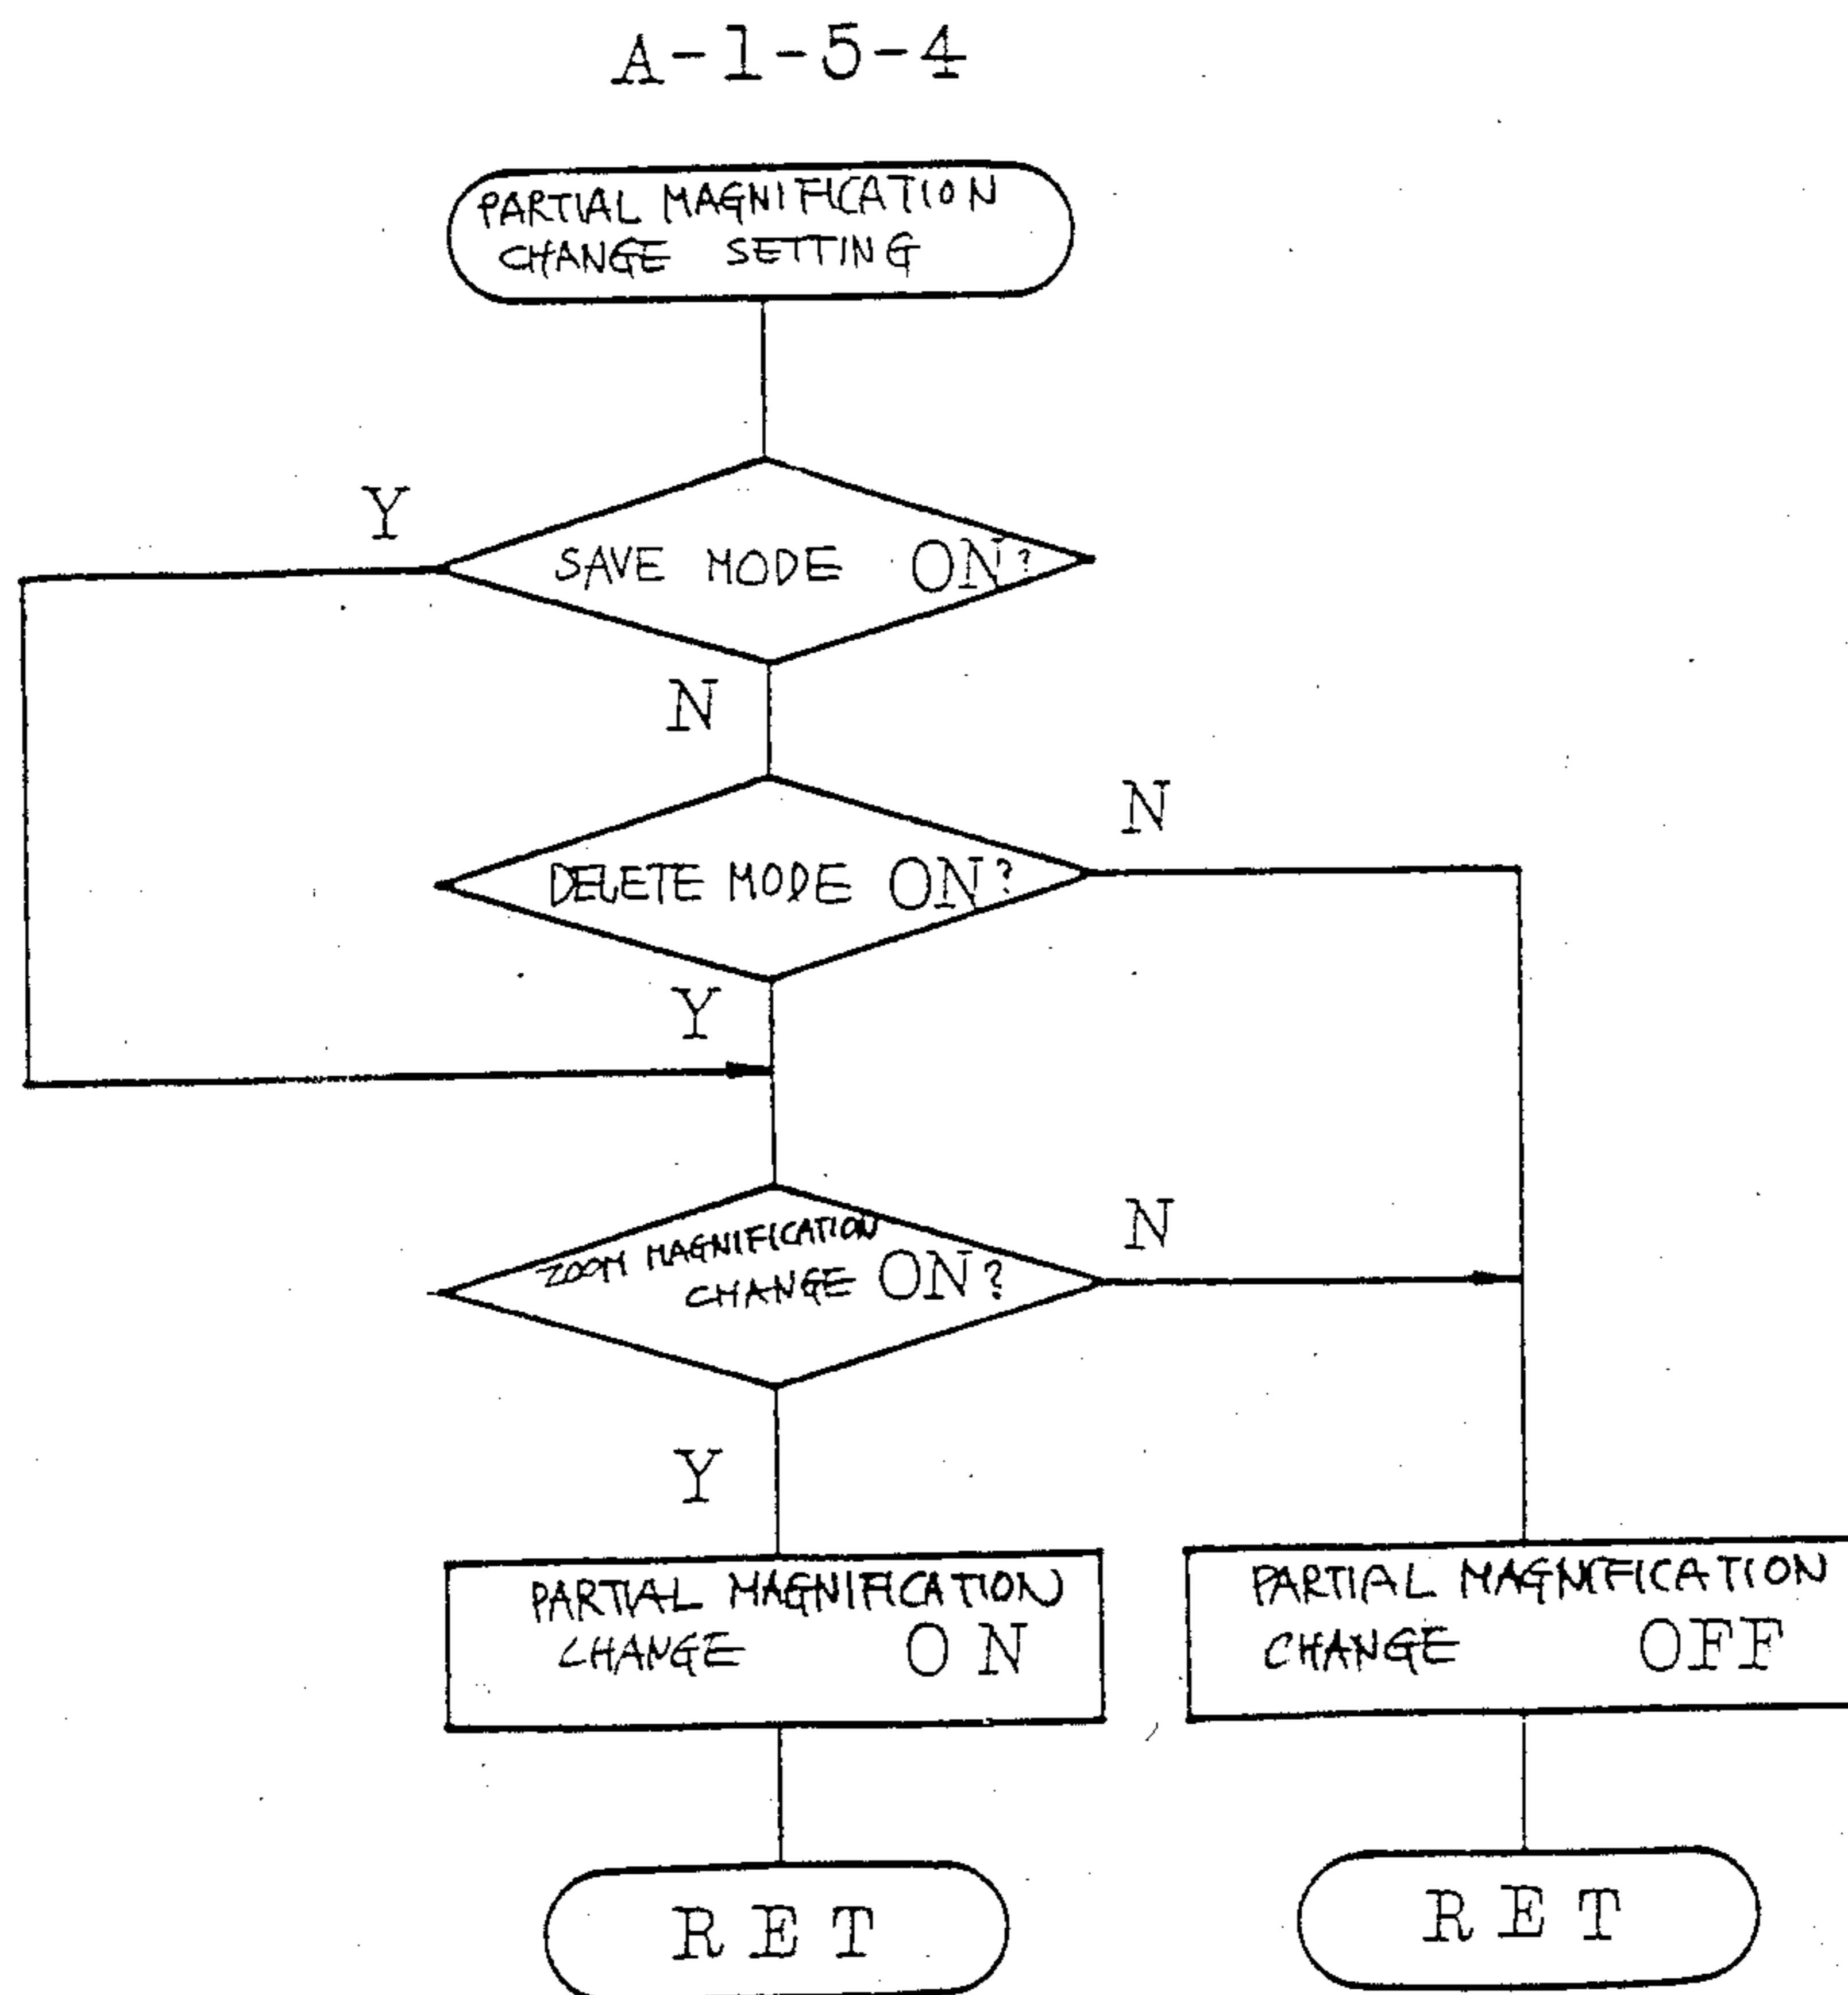 A-1-5-4
PARTIAL MAGNIFICATION
CHANGE SETTING
Y
SAVE MODE ON?
N
N
DELETE MODE ON?
Y
N
ZOOM MAGNIFICATION
CHANGE ON?
Y
PARTIAL MAGNIFICATION
CHANGE ON
PARTIAL MAGNIFICATION
CHANGE OFF
RET
RET